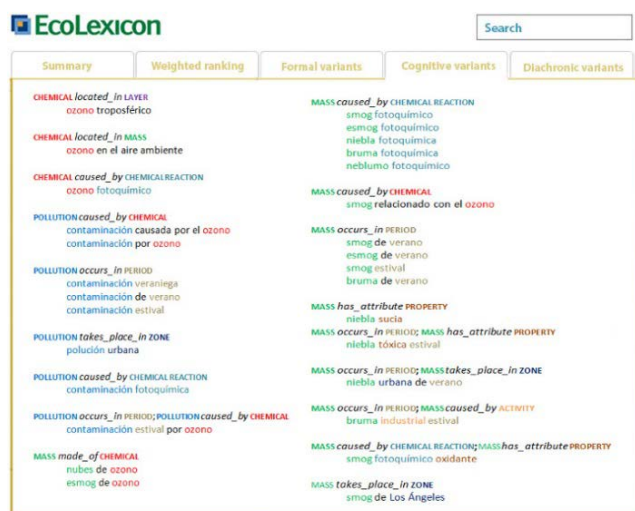 EcoLexicon
Search
Summary
Weighted ranking
Formal variants
Cognitive variants
Diachronic variants
CHEMICAL located_in LAYER
ozono troposférico
CHEMICAL located_in MASS
ozono en el aire ambiente
CHEMICAL caused_by CHEMICAL REACTION
ozono fotoquímico
POLLUTION caused_by CHEMICAL
contaminación causada por el ozono
contaminación por ozono
POLLUTION occurs_in PERIOD
contaminación veraniega
contaminación de verano
contaminación estival
POLLUTION takes_place_in ZONE
polución urbana
POLLUTION caused_by CHEMICAL REACTION
contaminación fotoquímica
POLLUTION occurs_in PERIOD; POLLUTION caused_by CHEMICAL
contaminación estival por ozono
MASS made_of CHEMICAL
nubes de ozono
esmog de ozono
MASS caused_by CHEMICAL REACTION
smog fotoquímico
esmog fotoquímico
niebla fotoquímica
bruma fotoquímica
neblumo fotoquímico
MASS caused_by CHEMICAL
smog relacionado con el ozono
MASS occurs_in PERIOD
smog de verano
esmog de verano
smog estival
bruma de verano
MASS has_attribute PROPERTY
niebla sucia
MASS occurs_in PERIOD; MASS has_attribute PROPERTY
niebla tóxica estival
MASS occurs_in PERIOD; MASS takes_place_in ZONE
niebla urbana de verano
MASS occurs_in PERIOD; MASS caused_by ACTIVITY
bruma industrial estival
MASS caused_by CHEMICAL REACTION; MASS has_attribute PROPERTY
smog fotoquímico oxidante
MASS takes_place_in ZONE
smog de Los Ángeles